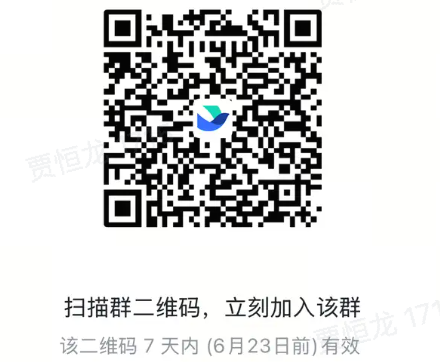 扫描群二维码，立刻加入该群
该二维码 7 天内 (6月23日前)有效
贾恒龙
贾恒龙 171